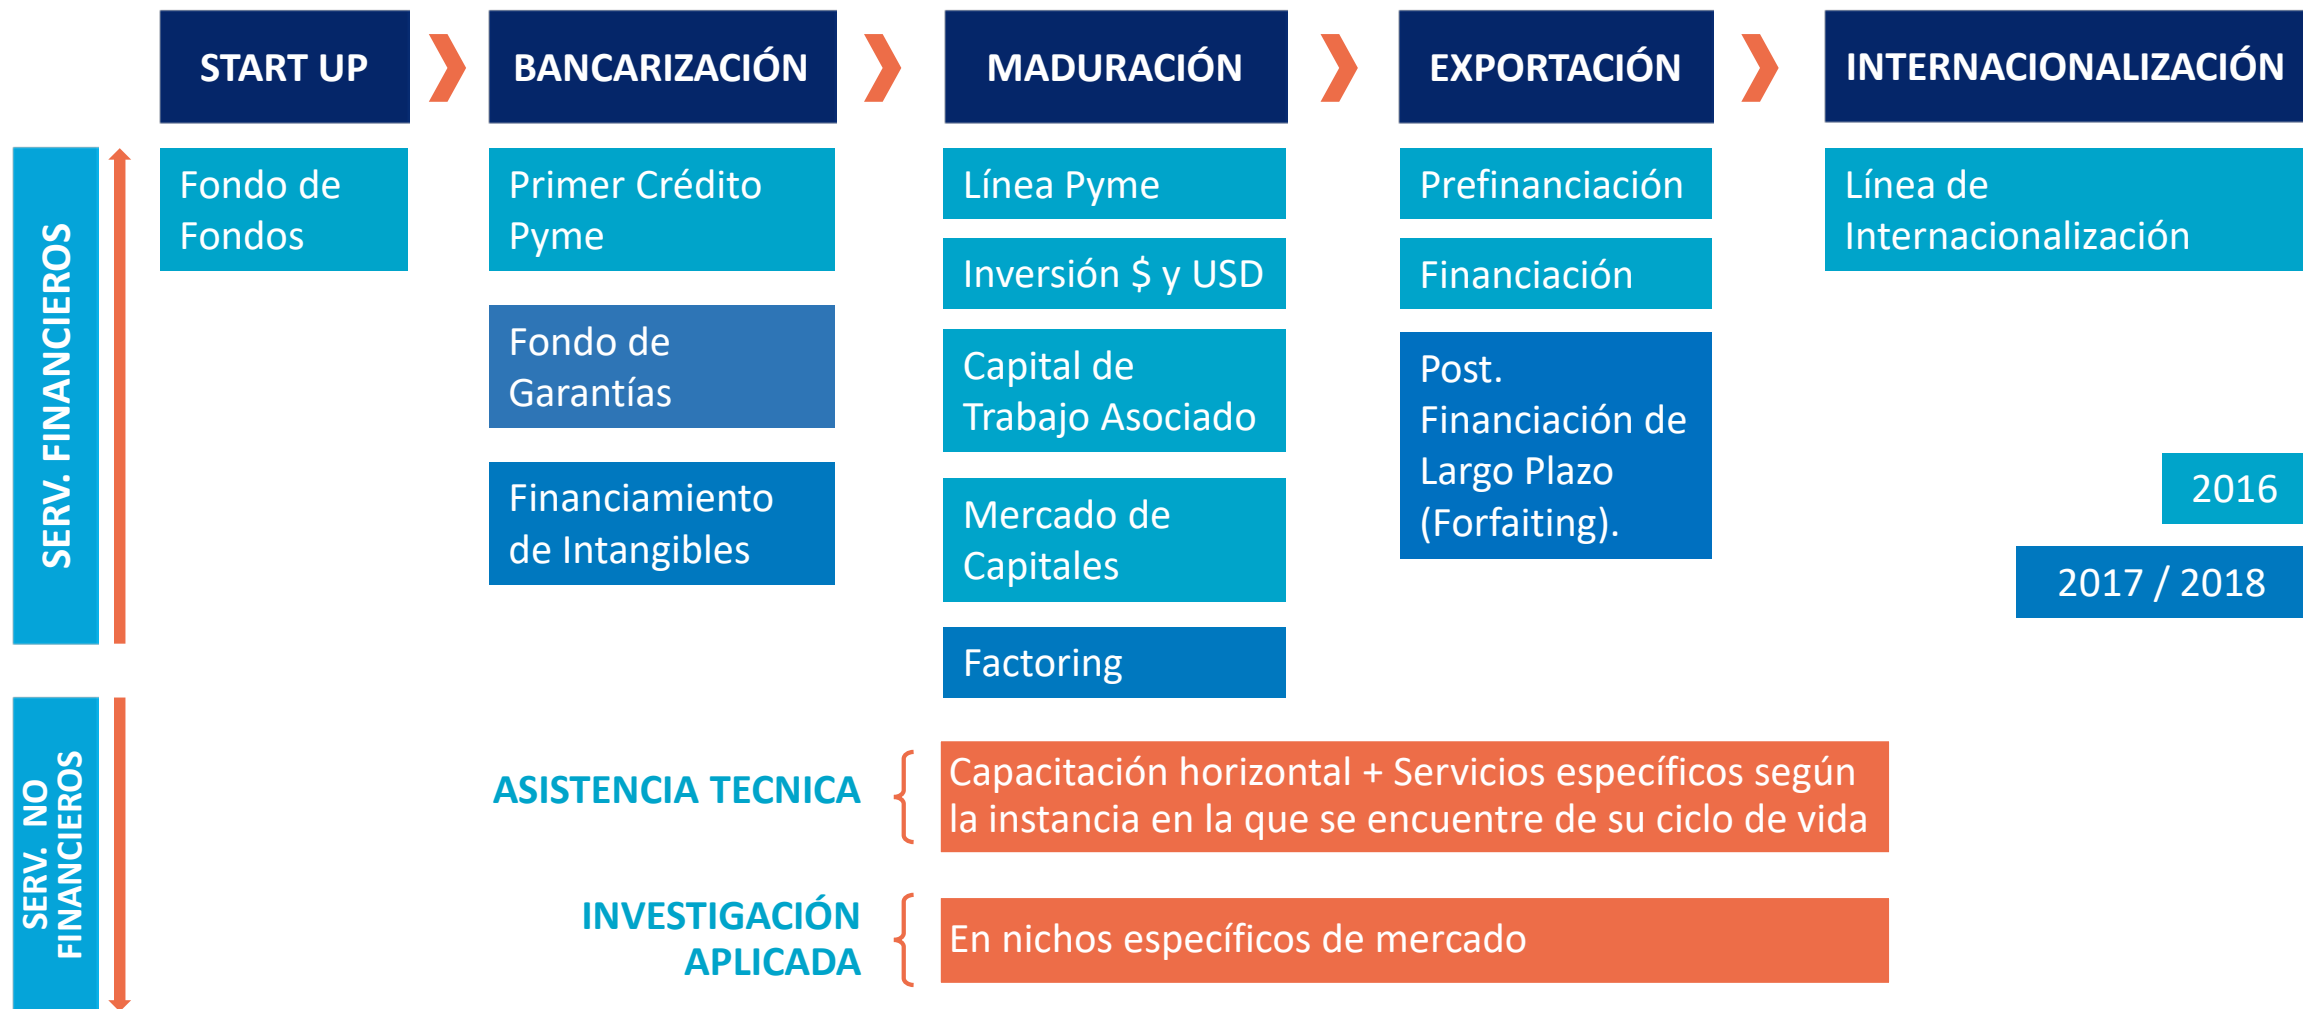 START UP
BANCARIZACIÓN
MADURACIÓN
EXPORTACIÓN
INTERNACIONALIZACIÓN
SERV. FINANCIEROS
Fondo de
Fondos
Primer Crédito
Pyme
Fondo de
Garantías
Financiamiento
de Intangibles
Línea Pyme
Inversión $ y USD
Capital de
Trabajo Asociado
Mercado de
Capitales
Factoring
Prefinanciación
Financiación
Post.
Financiación de
Largo Plazo
(Forfaiting).
Línea de
Internacionalización
2016
2017 / 2018
SERV. NO
FINANCIEROS
ASISTENCIA TECNICA
Capacitación horizontal + Servicios específicos según
la instancia en la que se encuentre de su ciclo de vida
INVESTIGACIÓN
APLICADA
En nichos específicos de mercado